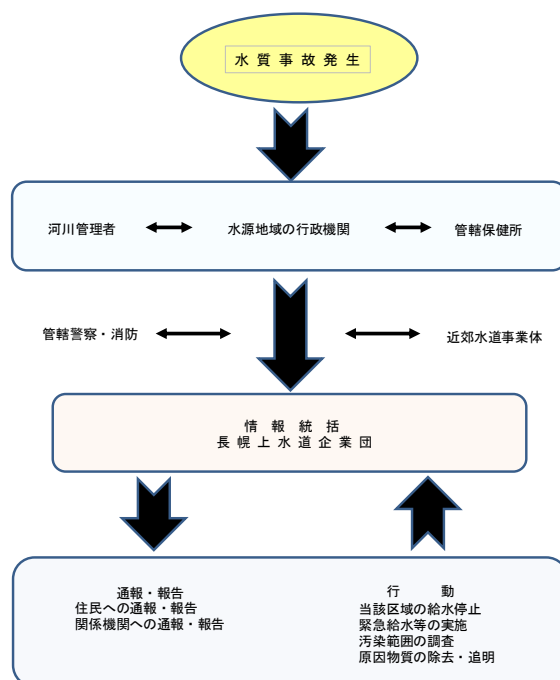 水質事故発生
河川管理者
水源地域の行政機関
管轄保健所
管轄警察・消防
近郊水道事業体
情報統括
長幌上水道企業団
通報・報告
住民への通報・報告
関係機関への通報・報告
行動
当該区域の給水停止
緊急給水等の実施
汚染範囲の調査
原因物質の除去・追明